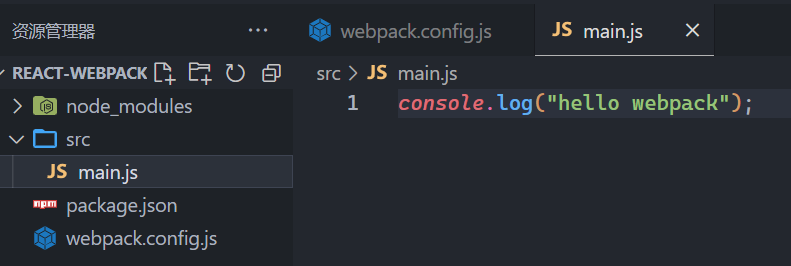 资源管理器 ...
webpack.config.js
JS main.js
REACT-WEBPACK
node_modules
src
JS main.js
npm package.json
webpack.config.js
src > JS main.js
1 console.log("hello webpack");